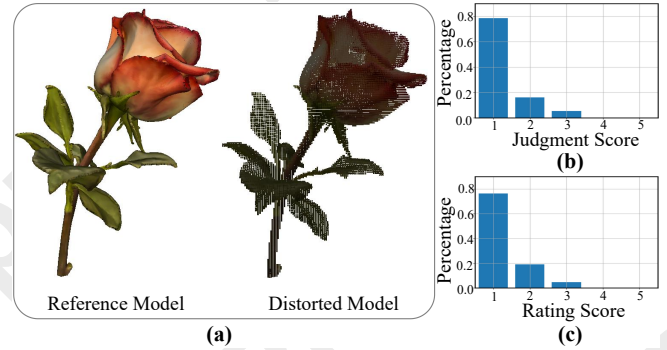 Reference Model
Distorted Model
(a)
Percentage
0.8
0.6
0.4
0.2
0.0
1 2 3 4 5
Judgment Score
(b)
Percentage
0.8
0.6
0.4
0.2
0.0
1 2 3 4 5
Rating Score
(c)